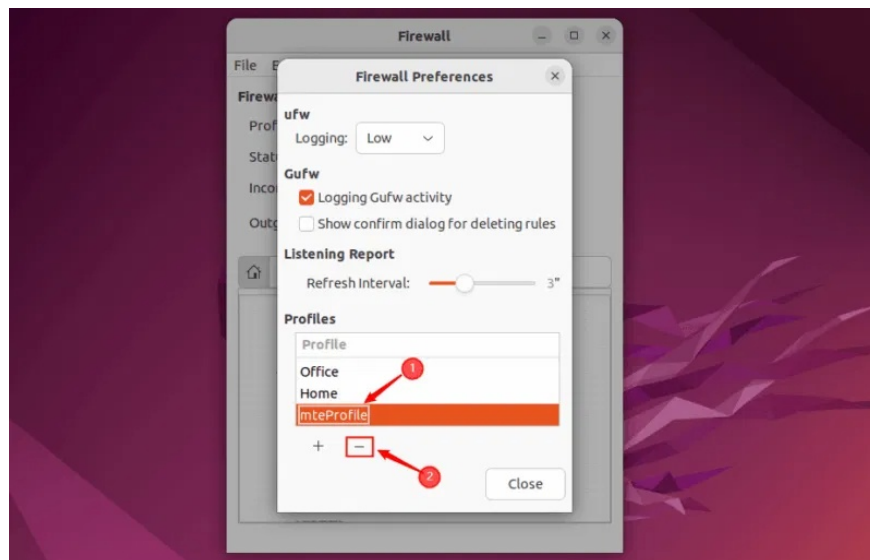 Firewall
File
Firewall Preferences
ufw
Logging: Low
Gufw
Logging Gufw activity
Show confirm dialog for deleting rules
Listening Report
Refresh Interval: 3"
Profiles
Profile
Office
1
Home
mteProfile
+ −
2
Close